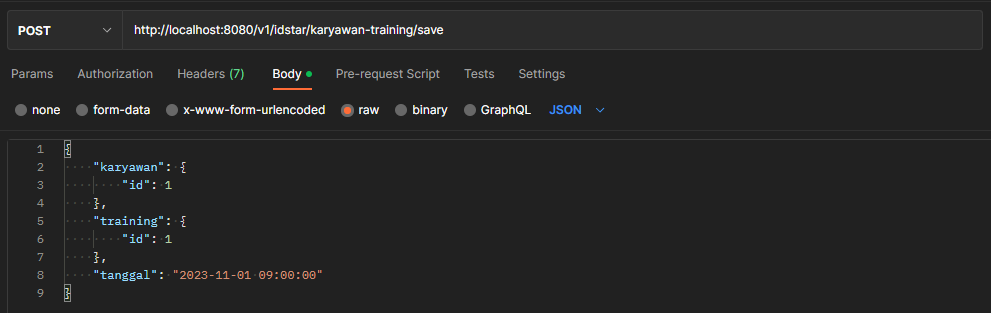 POST http://localhost:8080/v1/idstar/karyawan-training/save
Params Authorization Headers (7) Body Pre-request Script Tests Settings
none form-data x-www-form-urlencoded raw binary GraphQL JSON
1 {
2 "karyawan": {
3 "id": 1
4 },
5 "training": {
6 "id": 1
7 },
8 "tanggal": "2023-11-01 09:00:00"
9 }